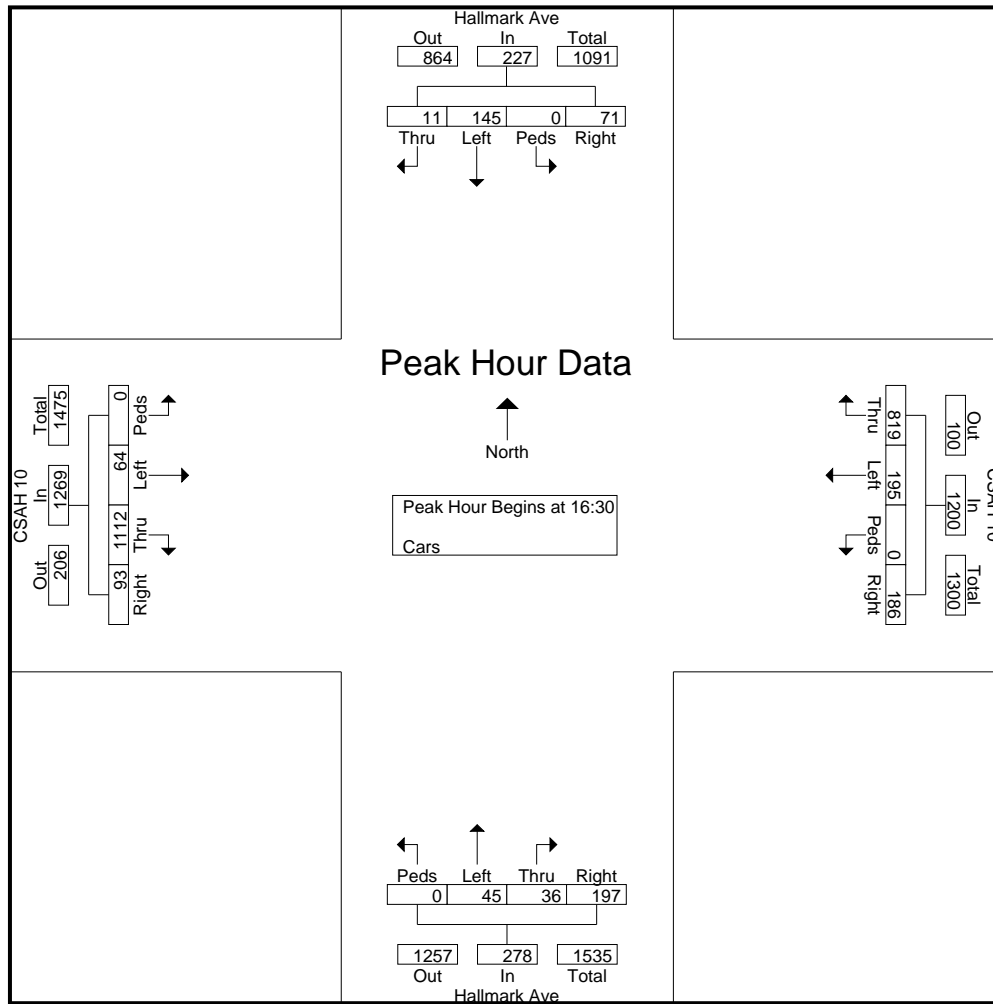 Hallmark Ave
Out In Total
864 227 1091
11 145 0 71
Thru Left Peds Right
Peak Hour Data
North
Peak Hour Begins at 16:30
Cars
CSAH 10
Total In Out
1475 1269 206
0 64 1112 93
Peds Left Thru Right
Thru Left Peds Right
819 195 0 186
Out In Total
100 1200 1300
CSAH 10
Peds Left Thru Right
0 45 36 197
1257 278 1535
Out In Total
Hallmark Ave